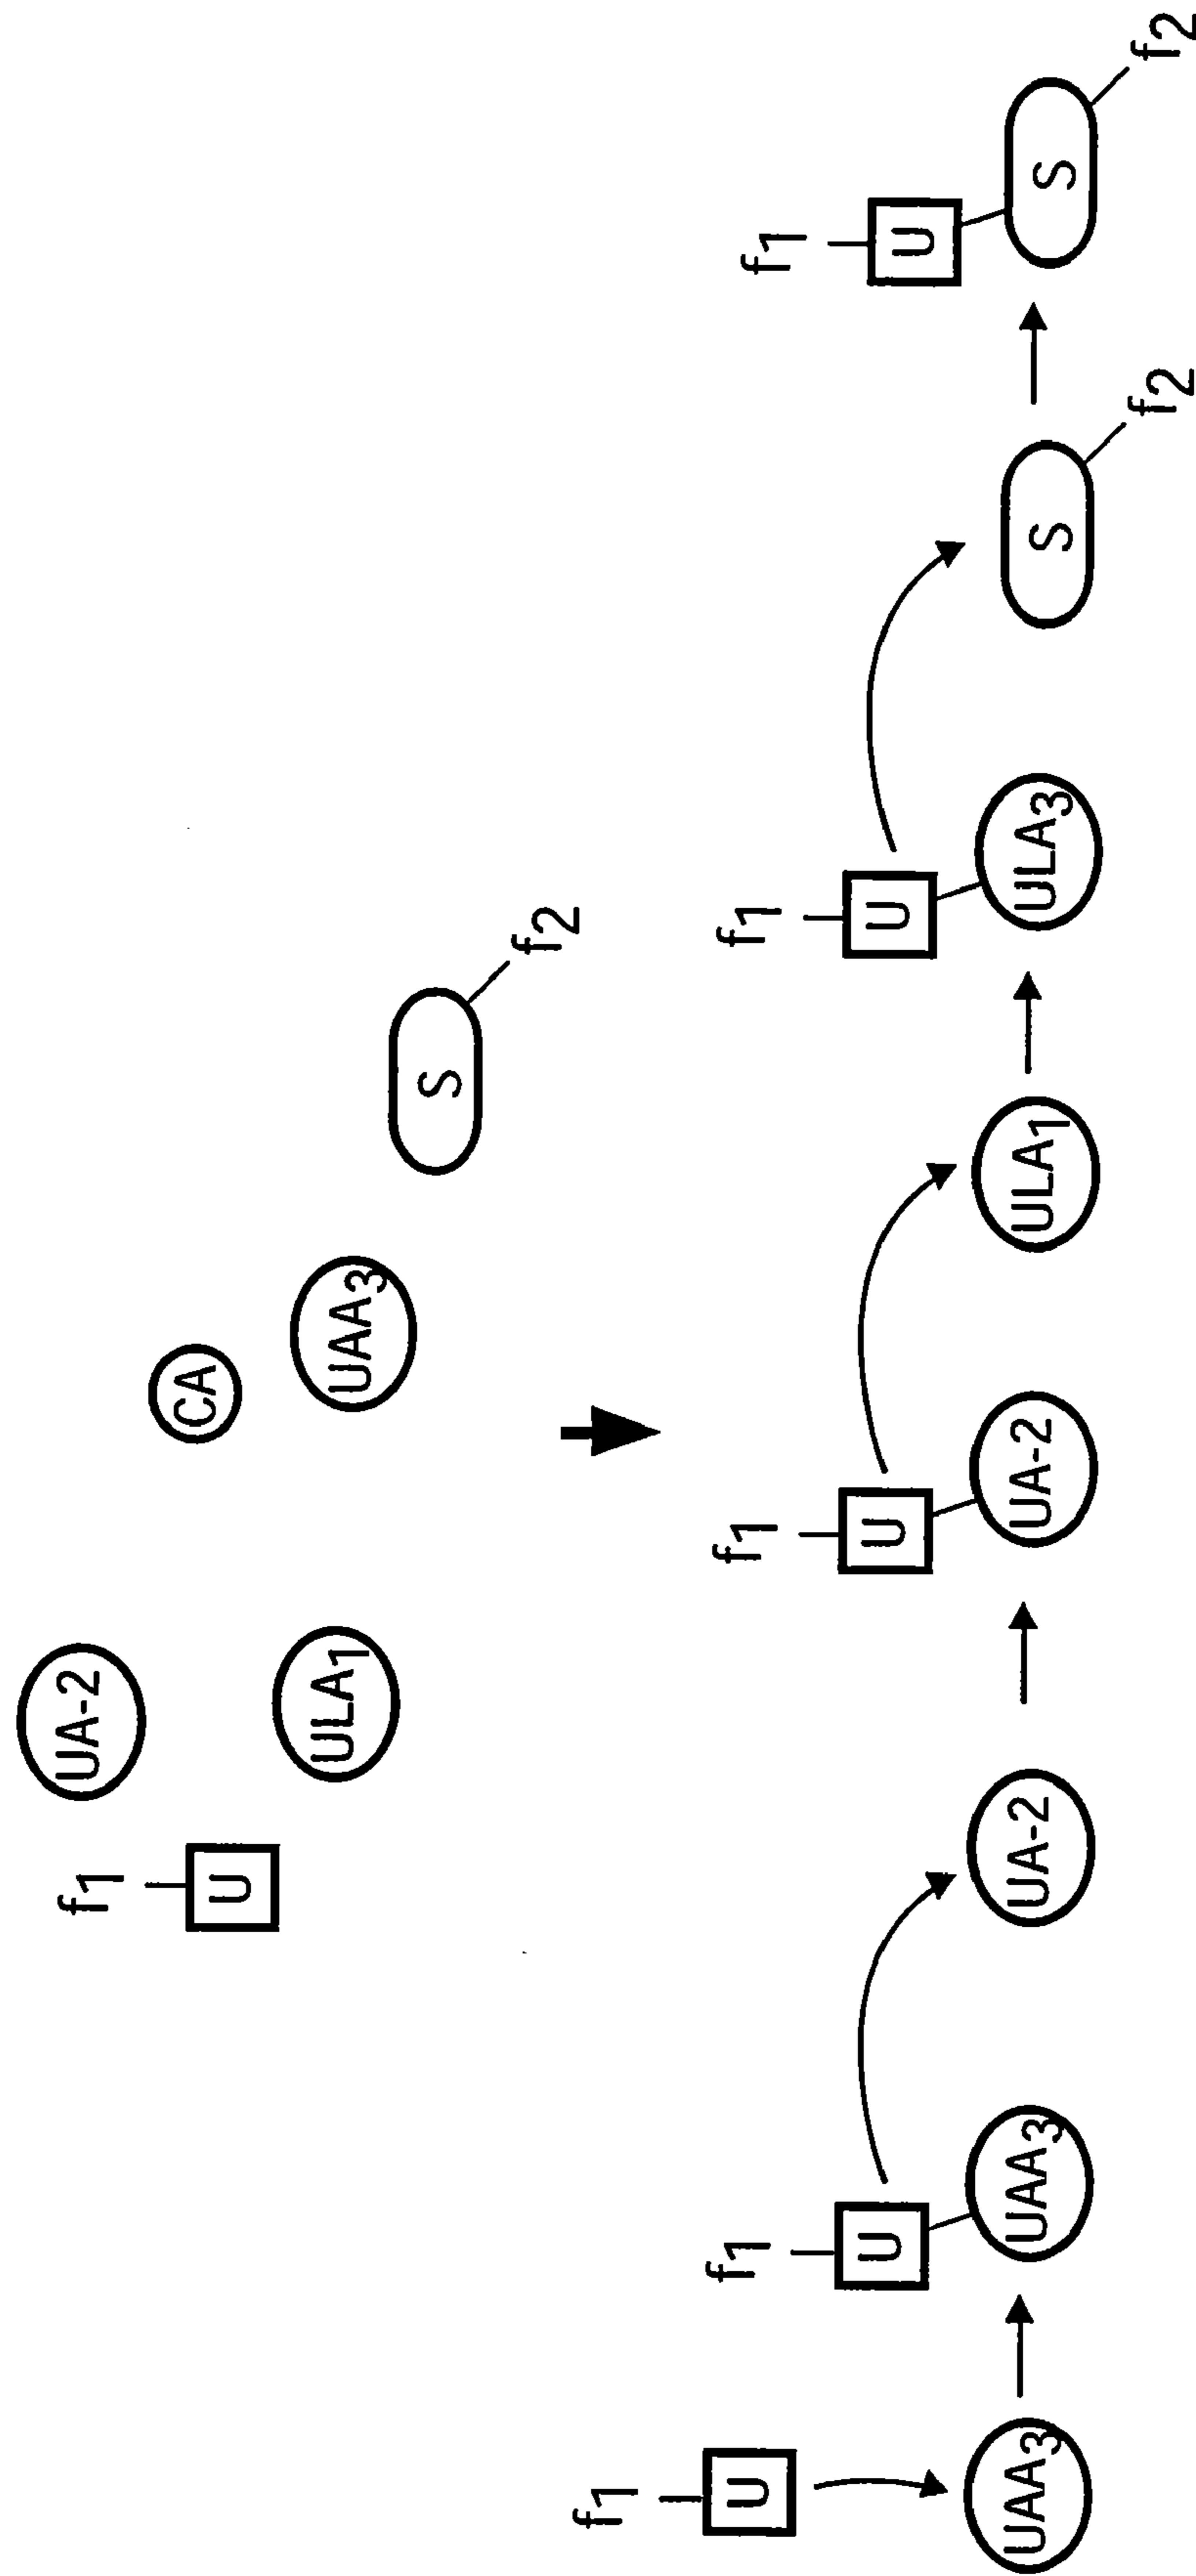 f1 UA-2
U CA
ULA1 UAA3
S
f2
f1
f1 f1 f1 f1
U
U U U U
UAA3 UAA3 UA-2 UA-2 ULA1 ULA3 S S
f2 f2